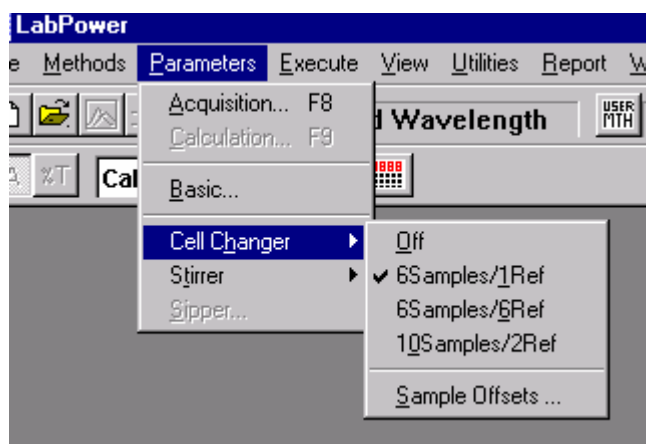 LabPower
Methods Parameters Execute View Utilities Report
Acquisition... F8
Wavelength
USER MTH
Calculation... F9
%T
Cal
Basic...
Cell Changer
Off
Stirrer
6Samples/1Ref
Sipper...
6Samples/6Ref
10Samples/2Ref
Sample Offsets ...